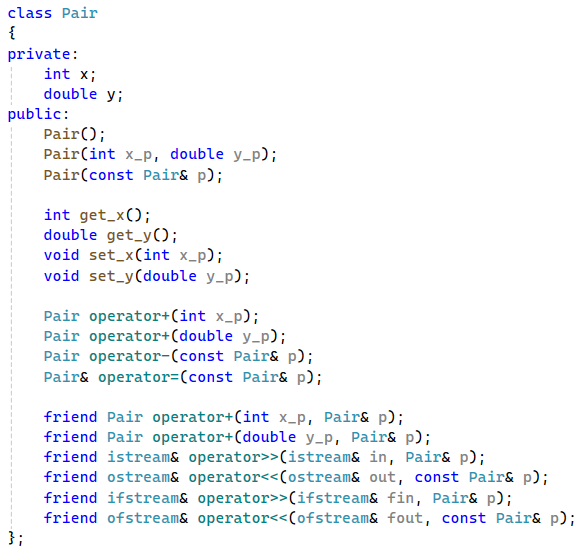 class Pair
{
private:
    int x;
    double y;
public:
    Pair();
    Pair(int x_p, double y_p);
    Pair(const Pair& p);

    int get_x();
    double get_y();
    void set_x(int x_p);
    void set_y(double y_p);

    Pair operator+(int x_p);
    Pair operator+(double y_p);
    Pair operator-(const Pair& p);
    Pair& operator=(const Pair& p);

    friend Pair operator+(int x_p, Pair& p);
    friend Pair operator+(double y_p, Pair& p);
    friend istream& operator>>(istream& in, Pair& p);
    friend ostream& operator<<(ostream& out, const Pair& p);
    friend ifstream& operator>>(ifstream& fin, Pair& p);
    friend ofstream& operator<<(ofstream& fout, const Pair& p);
};